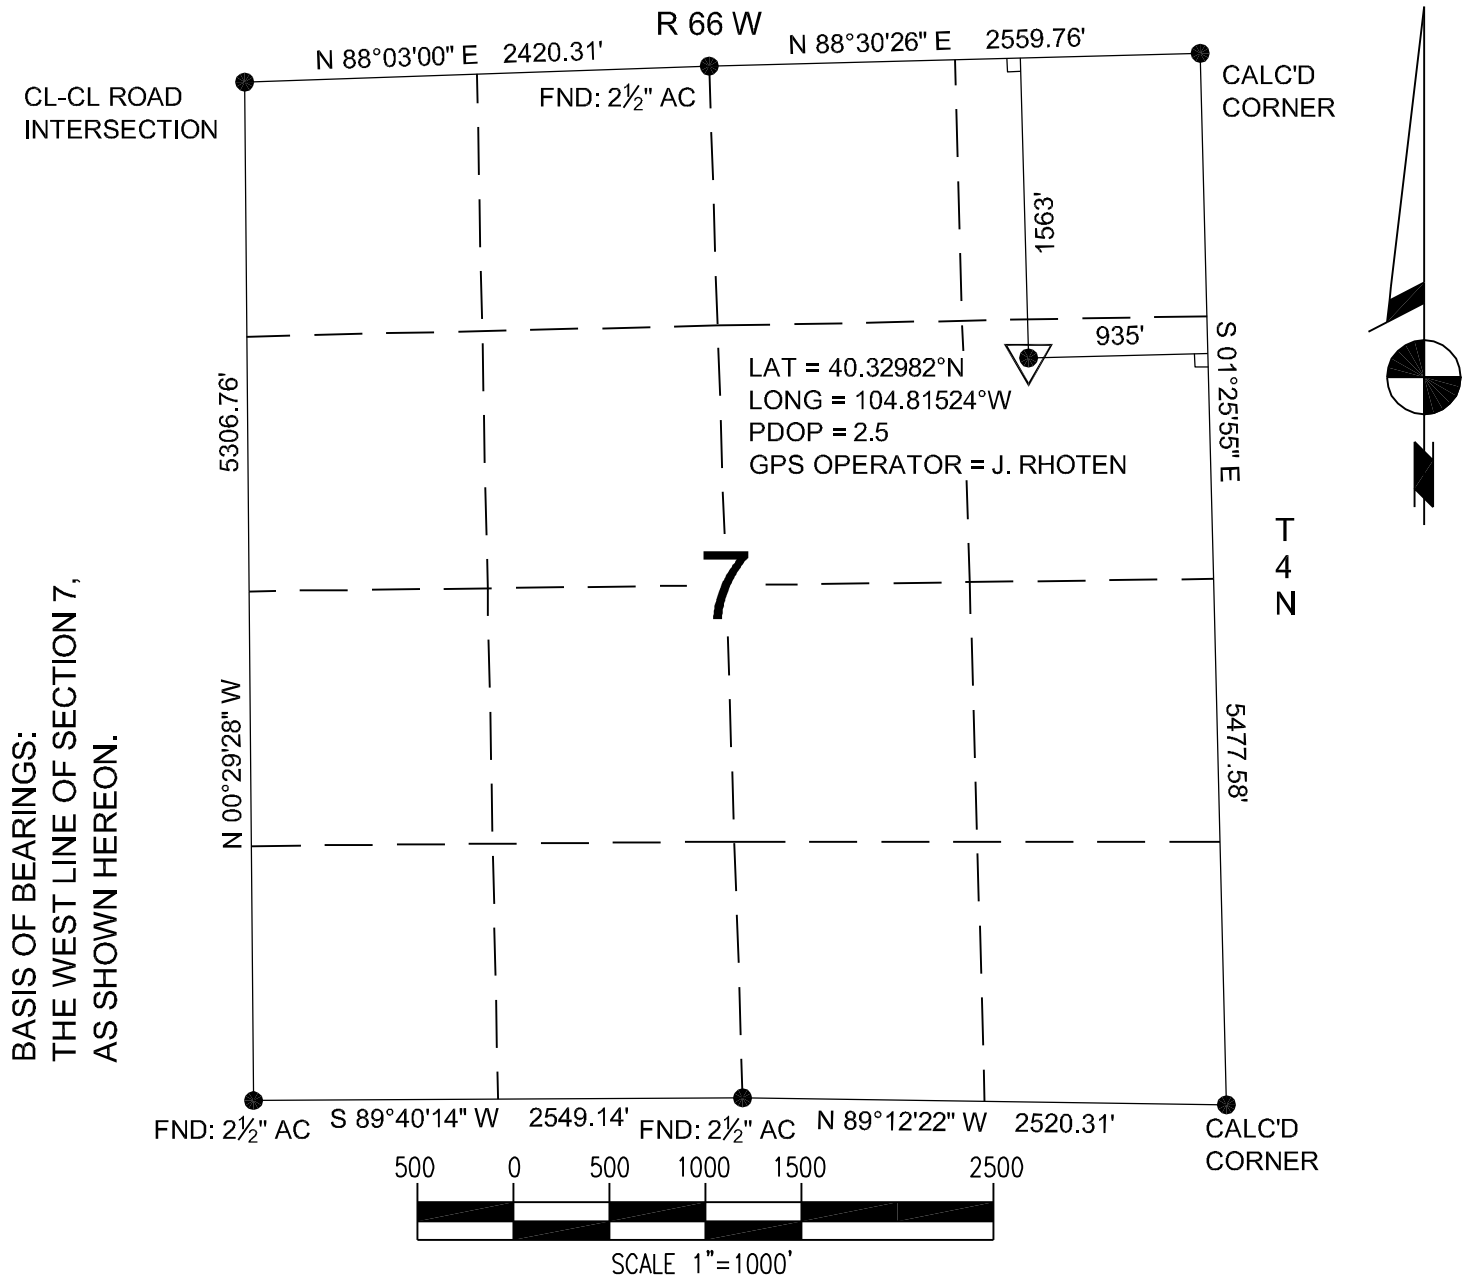 R 66 W
N 88°03'00" E 2420.31'
N 88°30'26" E 2559.76'
CL-CL ROAD
INTERSECTION
FND: 2½" AC
CALC'D
CORNER
1563'
935'
LAT = 40.32982°N
LONG = 104.81524°W
PDOP = 2.5
GPS OPERATOR = J. RHOTEN
5306.76'
N 00°29'28" W
S 01°25'55" E
5477.58'
T
4
N
7
BASIS OF BEARINGS:
THE WEST LINE OF SECTION 7,
AS SHOWN HEREON.
FND: 2½" AC
S 89°40'14" W 2549.14'
FND: 2½" AC
N 89°12'22" W 2520.31'
CALC'D
CORNER
500 0 500 1000 1500 2500
SCALE 1"=1000'